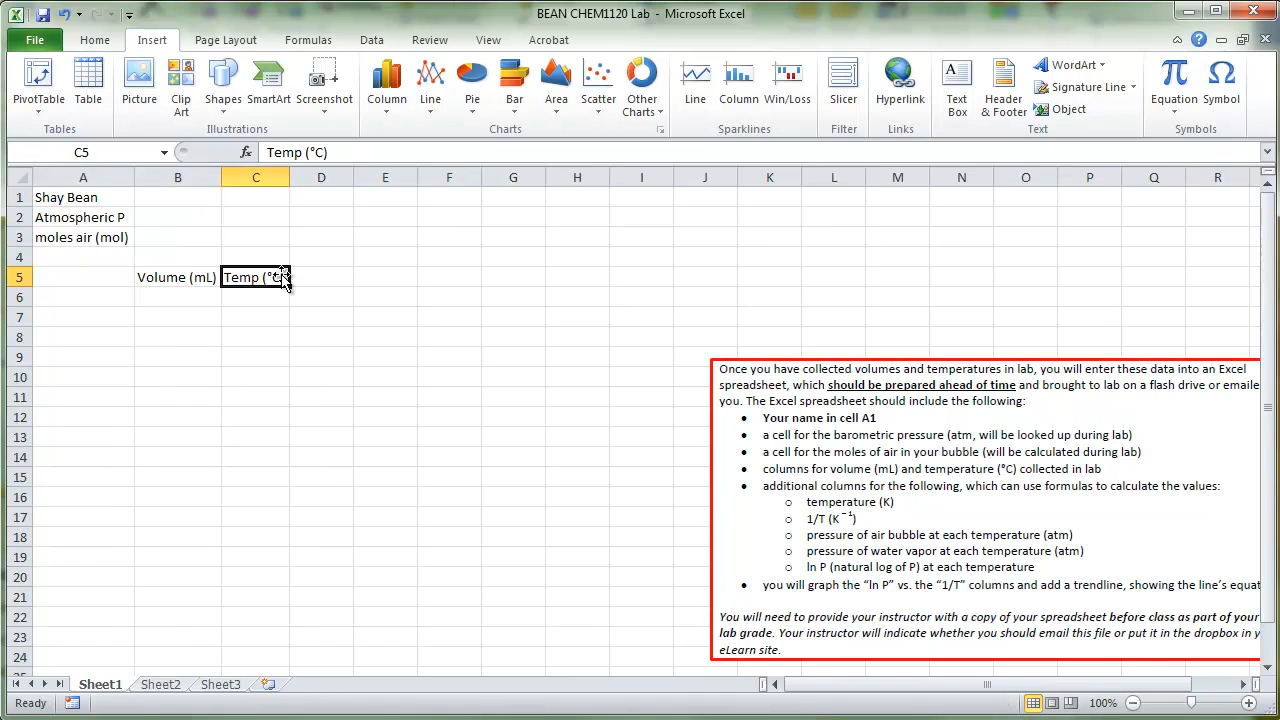 BEAN CHEM1120 Lab - Microsoft Excel
File Home Insert Page Layout Formulas Data Review View Acrobat
PivotTable Table Picture Clip Art Shapes SmartArt Screenshot Column Line Pie Bar Area Scatter Other Charts Line Column Win/Loss Slicer Hyperlink Text Box Header & Footer WordArt Signature Line Object Equation Symbol
Tables Illustrations Charts Sparklines Filter Links Text Symbols
C5 fx Temp (°C)
A B C D E F G H I J K L M N O P Q R
1 Shay Bean
2 Atmospheric P
3 moles air (mol)
4
5 Volume (mL) Temp (°C)
6
7
8
9
10
11
12
13
14
15
16
17
18
19
20
21
22
23
24
Once you have collected volumes and temperatures in lab, you will enter these data into an Excel
spreadsheet, which should be prepared ahead of time and brought to lab on a flash drive or emaile
you. The Excel spreadsheet should include the following:
• Your name in cell A1
• a cell for the barometric pressure (atm, will be looked up during lab)
• a cell for the moles of air in your bubble (will be calculated during lab)
• columns for volume (mL) and temperature (°C) collected in lab
• additional columns for the following, which can use formulas to calculate the values:
o temperature (K)
o 1/T (K⁻¹)
o pressure of air bubble at each temperature (atm)
o pressure of water vapor at each temperature (atm)
o ln P (natural log of P) at each temperature
• you will graph the “ln P” vs. the “1/T” columns and add a trendline, showing the line’s equat
You will need to provide your instructor with a copy of your spreadsheet before class as part of your
lab grade. Your instructor will indicate whether you should email this file or put it in the dropbox in y
eLearn site.
Sheet1 Sheet2 Sheet3
Ready 100%